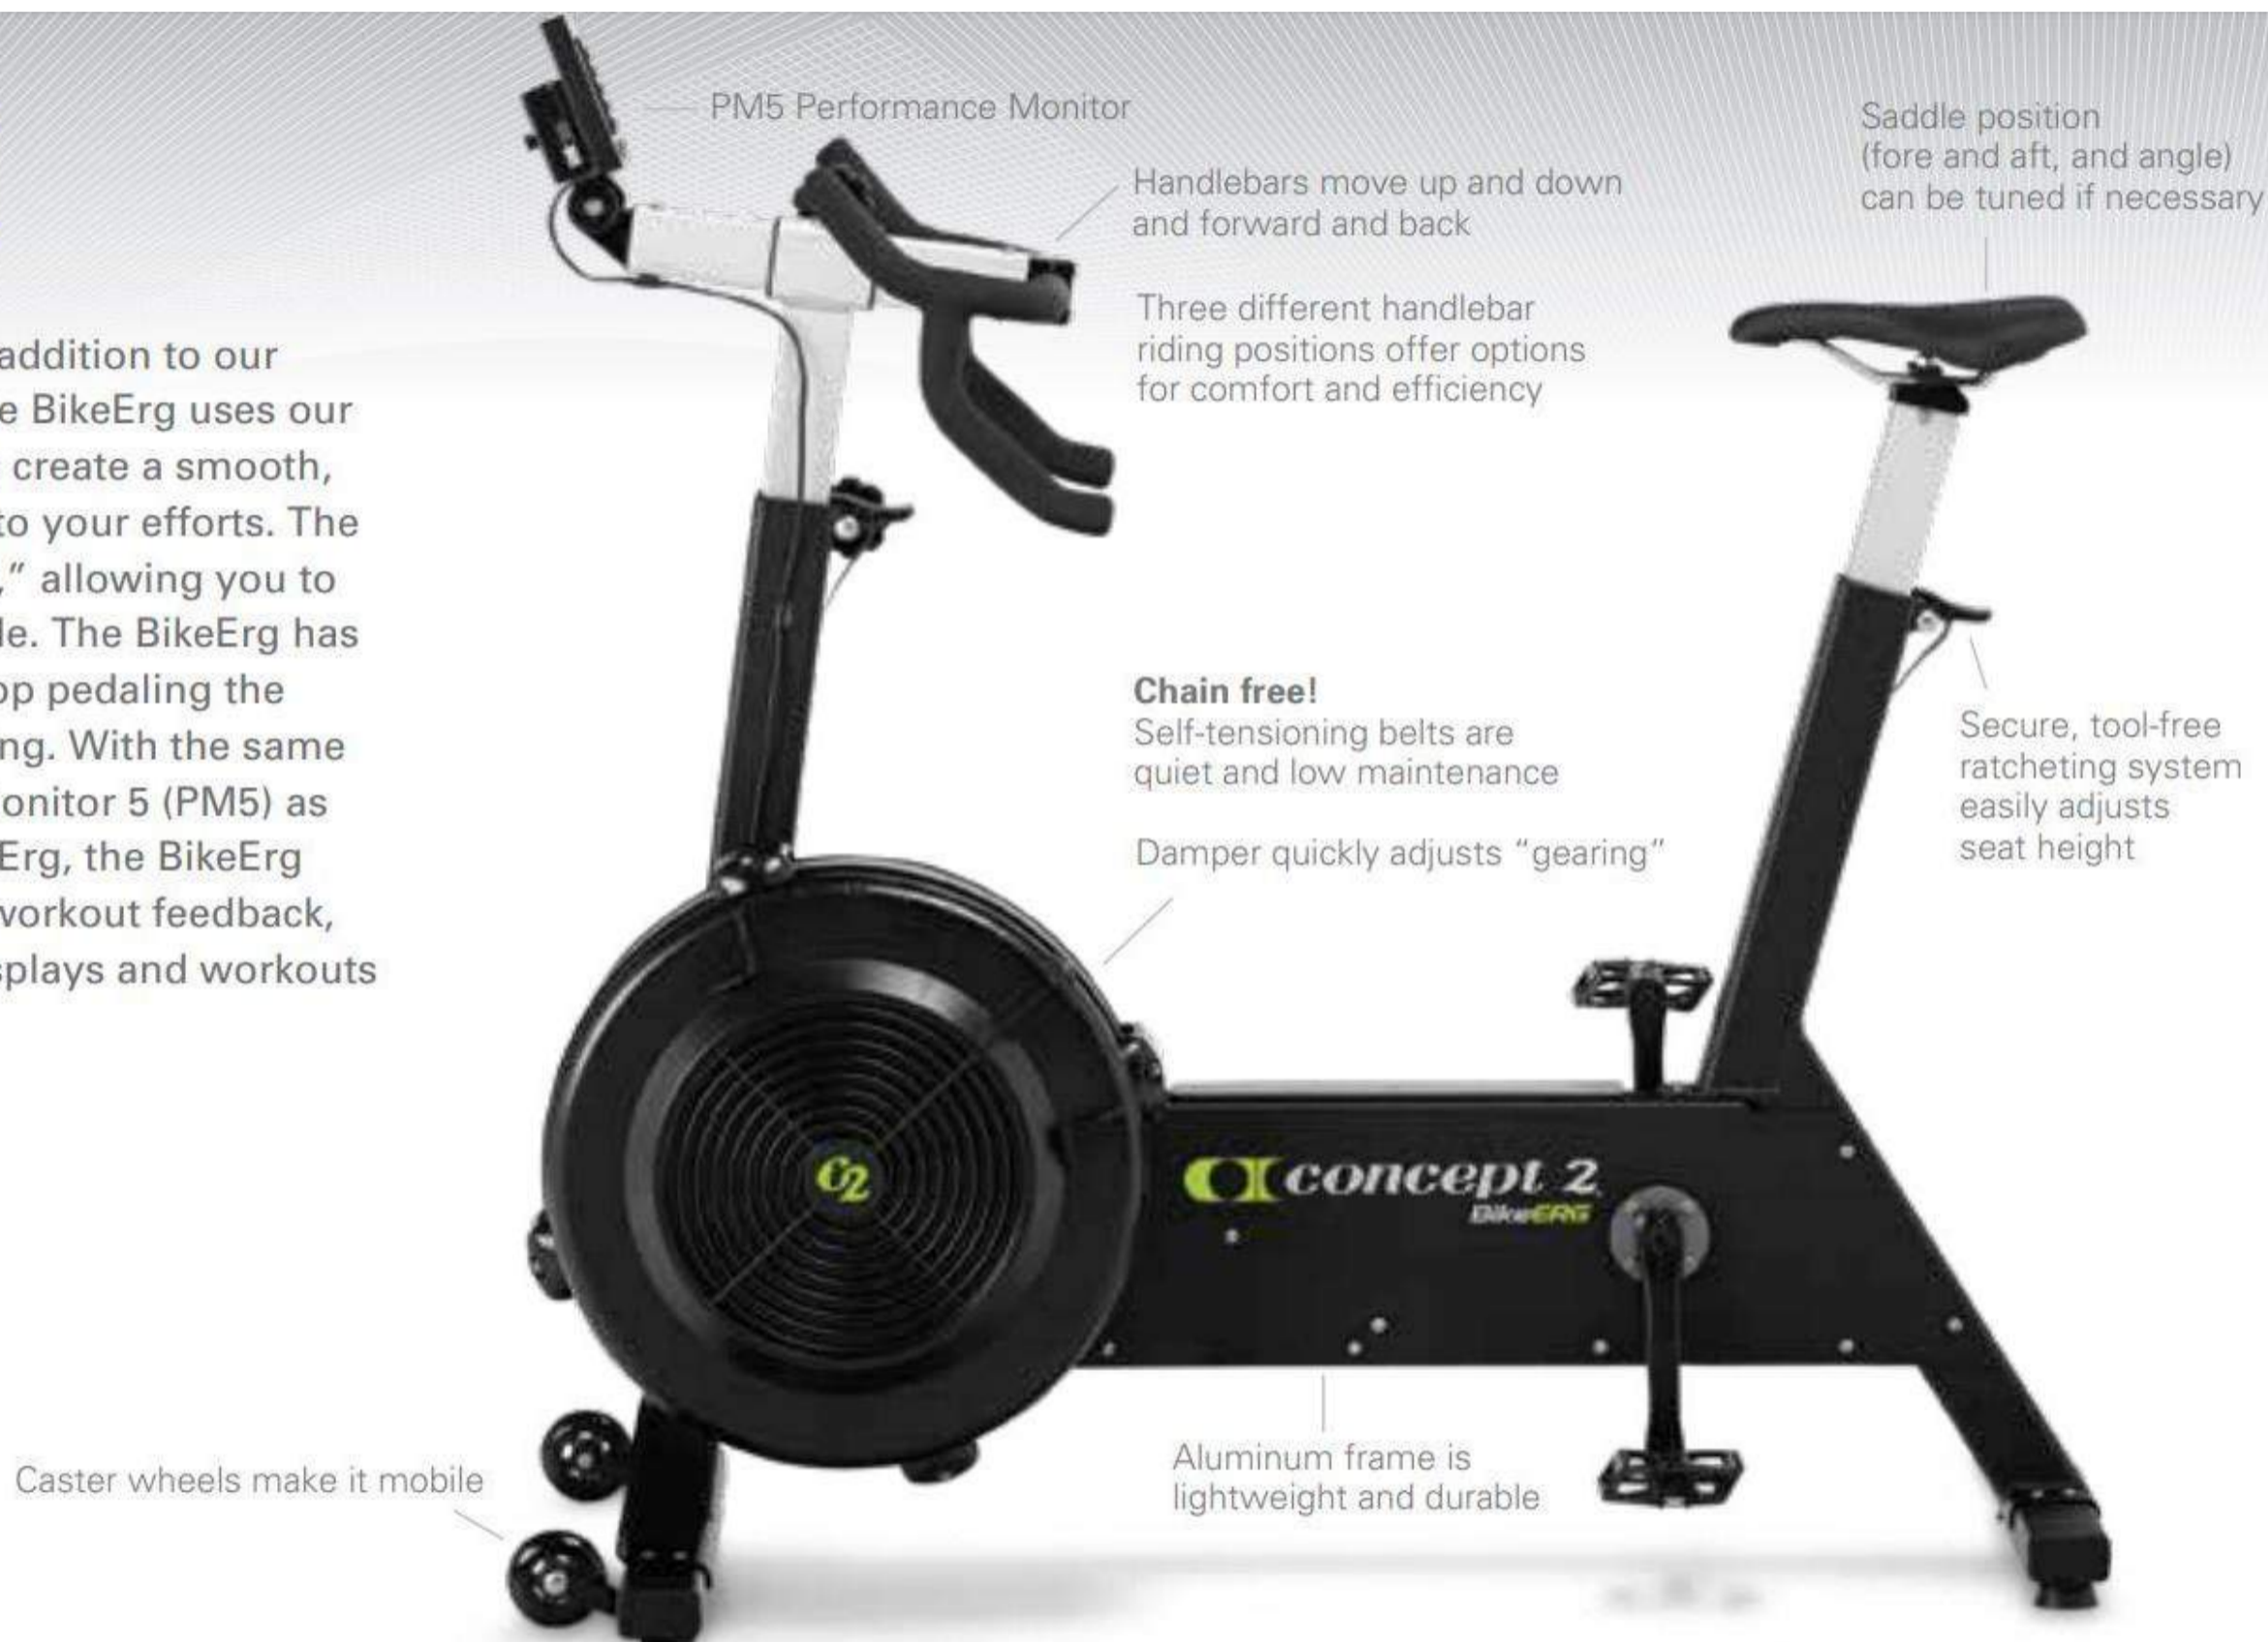 addition to our
e BikeErg uses our
create a smooth,
to your efforts. The
,” allowing you to
le. The BikeErg has
op pedaling the
ng. With the same
onitor 5 (PM5) as
Erg, the BikeErg
workout feedback,
splays and workouts
PM5 Performance Monitor
Handlebars move up and down
and forward and back
Three different handlebar
riding positions offer options
for comfort and efficiency
Saddle position
(fore and aft, and angle)
can be tuned if necessary
Chain free!
Self-tensioning belts are
quiet and low maintenance
Damper quickly adjusts “gearing”
Secure, tool-free
ratcheting system
easily adjusts
seat height
C2
concept 2
BikeERG
Aluminum frame is
lightweight and durable
Caster wheels make it mobile